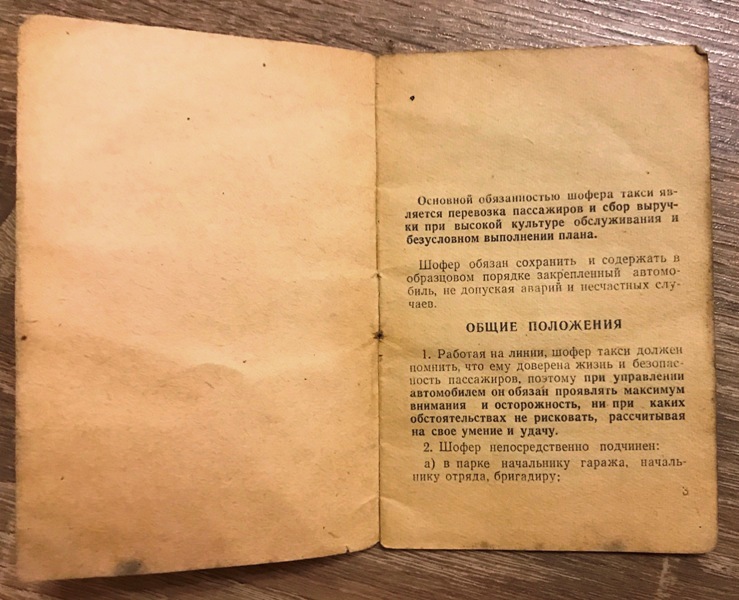 Основной обязанностью шофера такси яв-
ляется перевозка пассажиров и сбор выруч-
ки при высокой культуре обслуживания и
безусловном выполнении плана.
Шофер обязан сохранить и содержать в
образцовом порядке закрепленный автомо-
биль, не допуская аварий и несчастных слу-
чаев.
ОБЩИЕ ПОЛОЖЕНИЯ
1. Работая на линии, шофер такси должен
помнить, что ему доверена жизнь и безопас-
ность пассажиров, поэтому при управлении
автомобилем он обязан проявлять максимум
внимания и осторожность, ни при каких
обстоятельствах не рисковать, рассчитывая
на свое умение и удачу.
2. Шофер непосредственно подчинен:
а) в парке начальнику гаража, началь-
нику отряда, бригадиру;
3